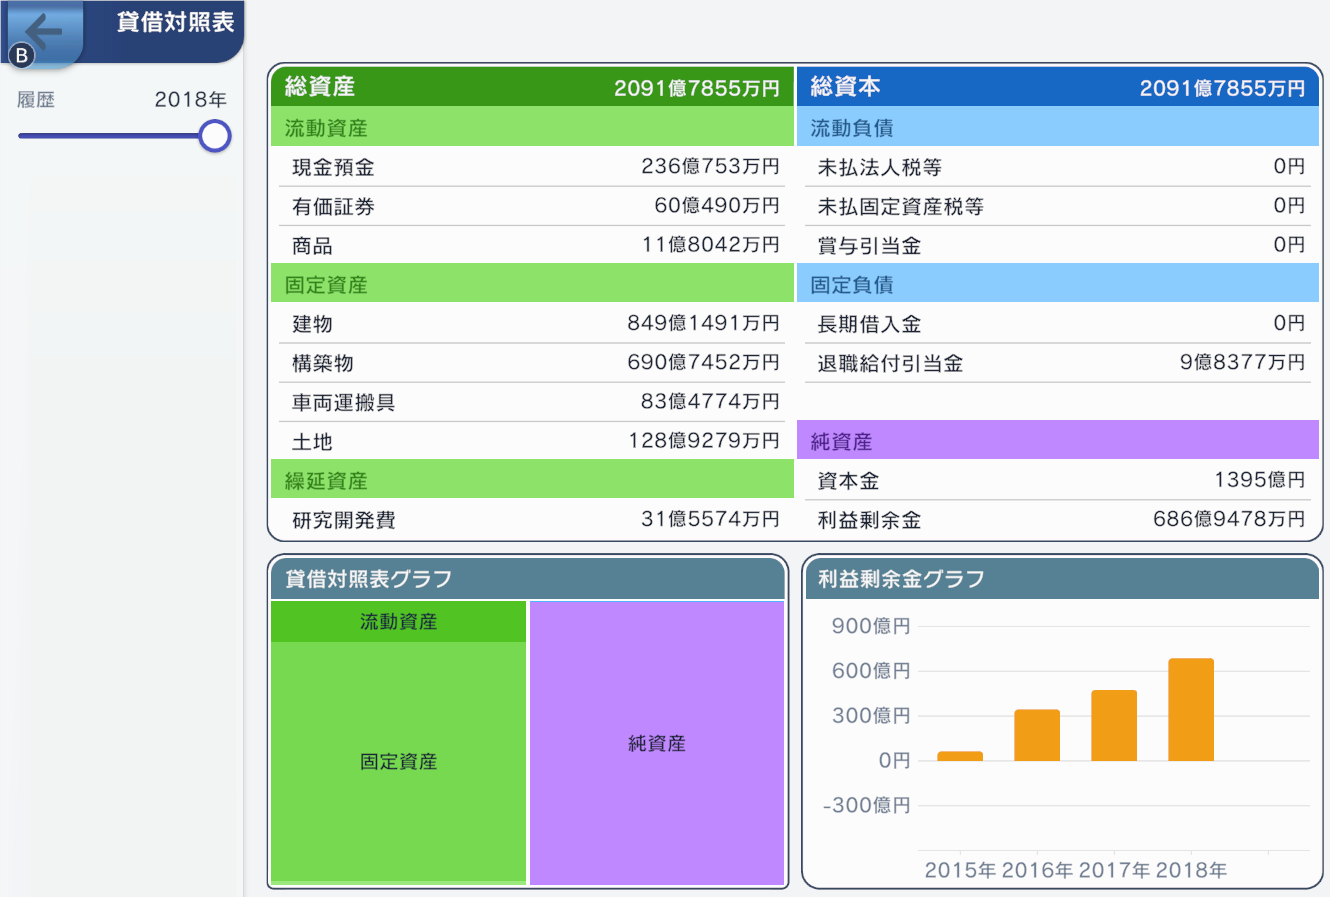 貸借対照表
B
履歴 2018年
総資産 2091億7855万円
流動資産
現金預金 236億753万円
有価証券 60億490万円
商品 11億8042万円
固定資産
建物 849億1491万円
構築物 690億7452万円
車両運搬具 83億4774万円
土地 128億9279万円
繰延資産
研究開発費 31億5574万円
総資本 2091億7855万円
流動負債
未払法人税等 0円
未払固定資産税等 0円
賞与引当金 0円
固定負債
長期借入金 0円
退職給付引当金 9億8377万円
純資産
資本金 1395億円
利益剰余金 686億9478万円
貸借対照表グラフ
流動資産
固定資産
純資産
利益剰余金グラフ
900億円
600億円
300億円
0円
-300億円
2015年 2016年 2017年 2018年